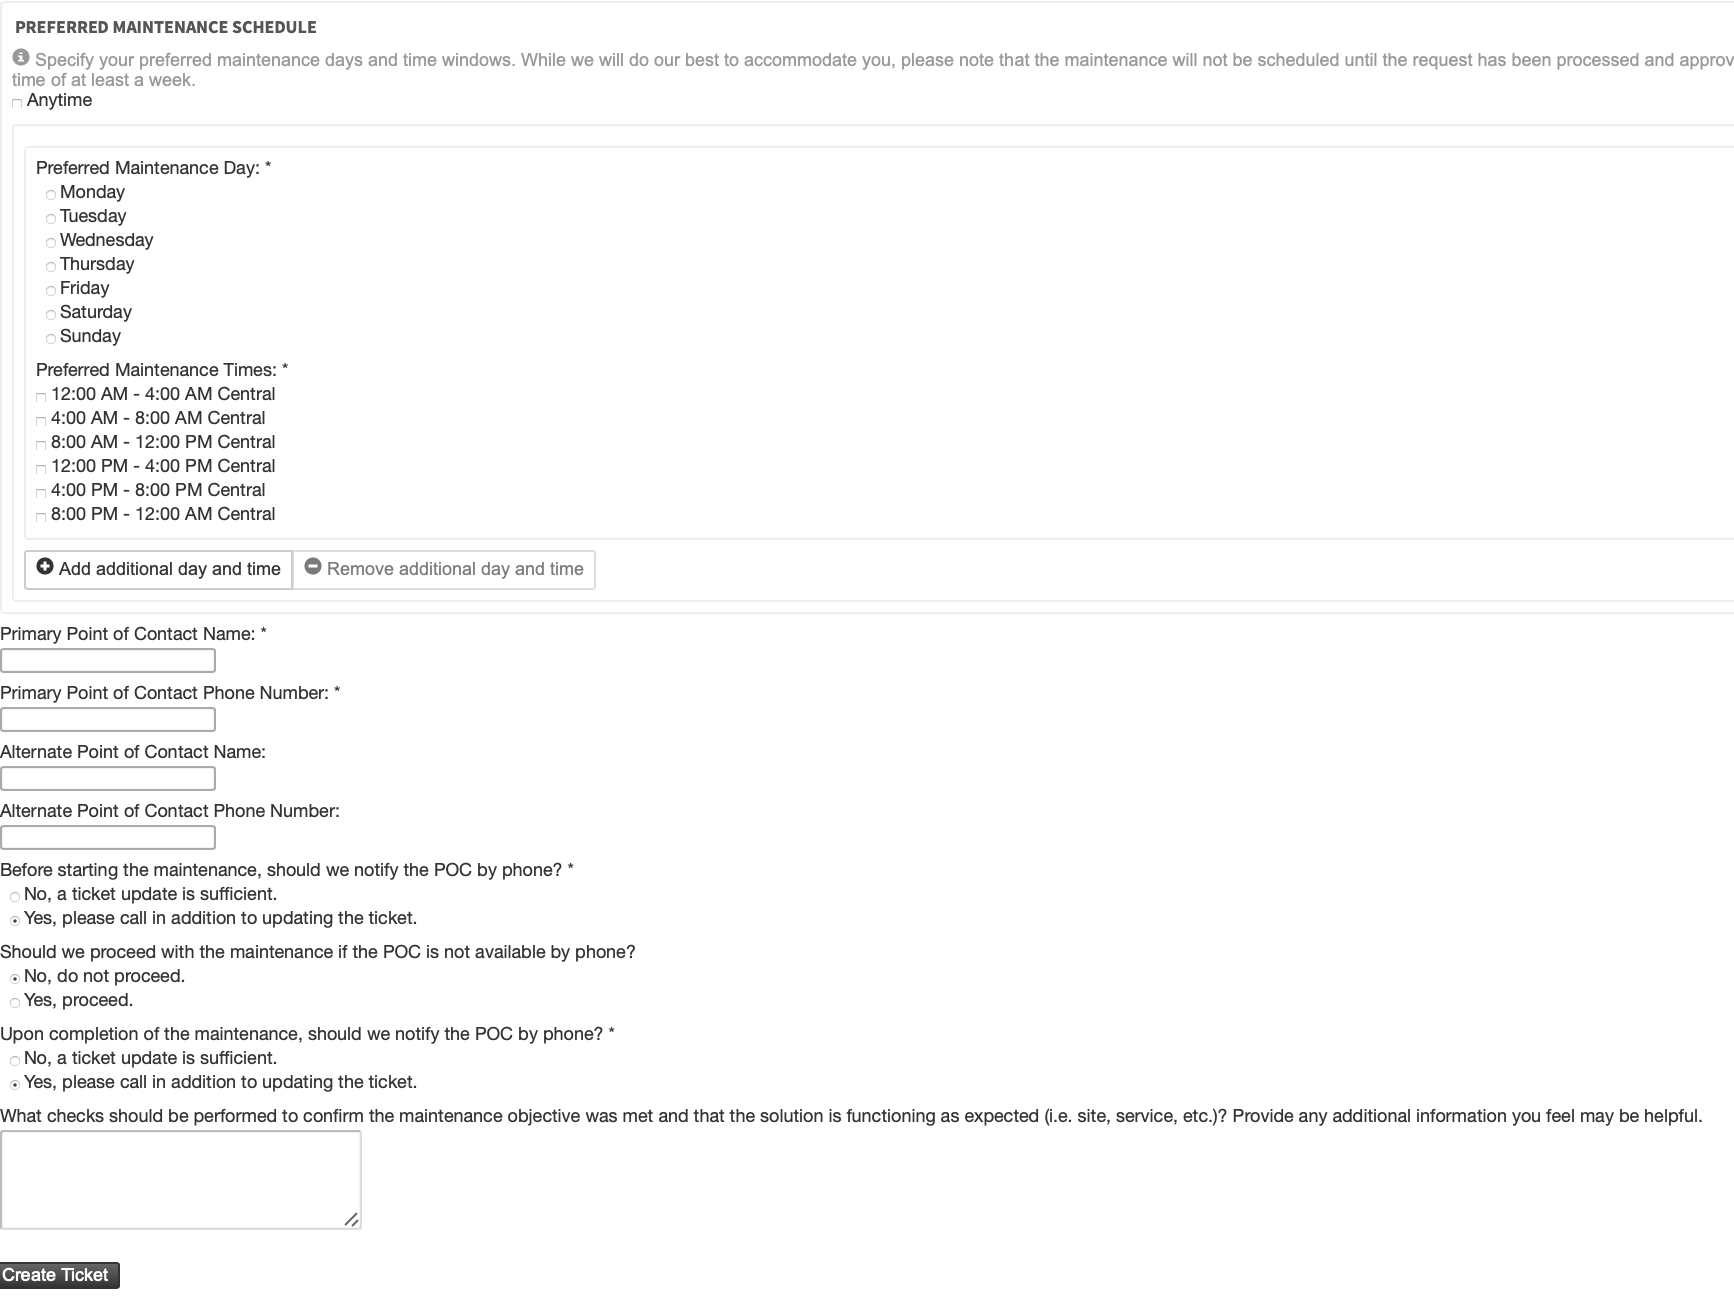 PREFERRED MAINTENANCE SCHEDULE
Specify your preferred maintenance days and time windows. While we will do our best to accommodate you, please note that the maintenance will not be scheduled until the request has been processed and approv
time of at least a week.
Anytime
Preferred Maintenance Day: *
Monday
Tuesday
Wednesday
Thursday
Friday
Saturday
Sunday
Preferred Maintenance Times: *
12:00 AM - 4:00 AM Central
4:00 AM - 8:00 AM Central
8:00 AM - 12:00 PM Central
12:00 PM - 4:00 PM Central
4:00 PM - 8:00 PM Central
8:00 PM - 12:00 AM Central
Add additional day and time Remove additional day and time
Primary Point of Contact Name: *
Primary Point of Contact Phone Number: *
Alternate Point of Contact Name:
Alternate Point of Contact Phone Number:
Before starting the maintenance, should we notify the POC by phone? *
No, a ticket update is sufficient.
Yes, please call in addition to updating the ticket.
Should we proceed with the maintenance if the POC is not available by phone?
No, do not proceed.
Yes, proceed.
Upon completion of the maintenance, should we notify the POC by phone? *
No, a ticket update is sufficient.
Yes, please call in addition to updating the ticket.
What checks should be performed to confirm the maintenance objective was met and that the solution is functioning as expected (i.e. site, service, etc.)? Provide any additional information you feel may be helpful.
Create Ticket